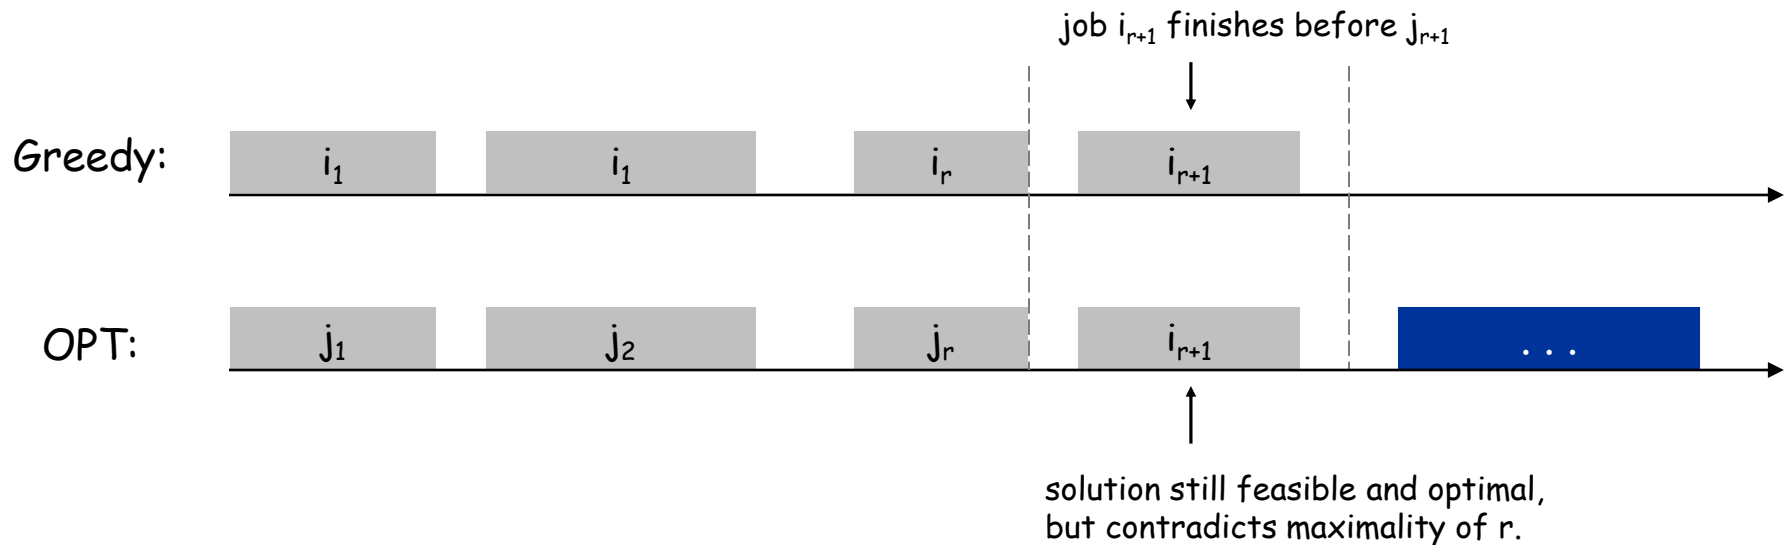 job i_{r+1} finishes before j_{r+1}
Greedy: i_1 i_1 i_r i_{r+1}
OPT: j_1 j_2 j_r i_{r+1} . . .
solution still feasible and optimal,
but contradicts maximality of r.